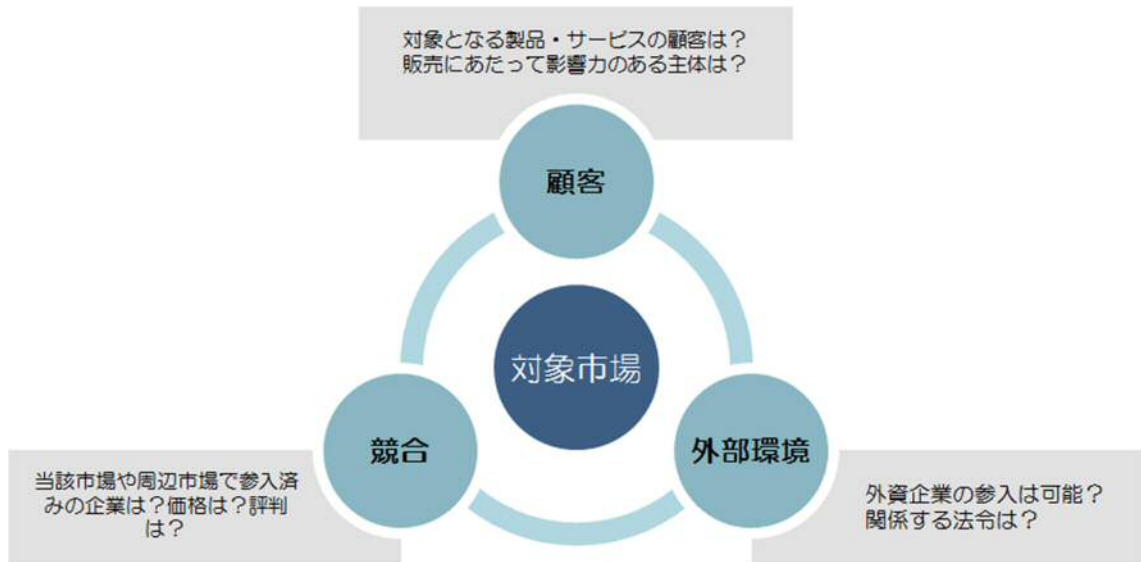 対象となる製品・サービスの顧客は？
販売にあたって影響力のある主体は？
顧客
対象市場
競合
外部環境
当該市場や周辺市場で参入済
みの企業は？価格は？評判
は？
外資企業の参入は可能？
関係する法令は？